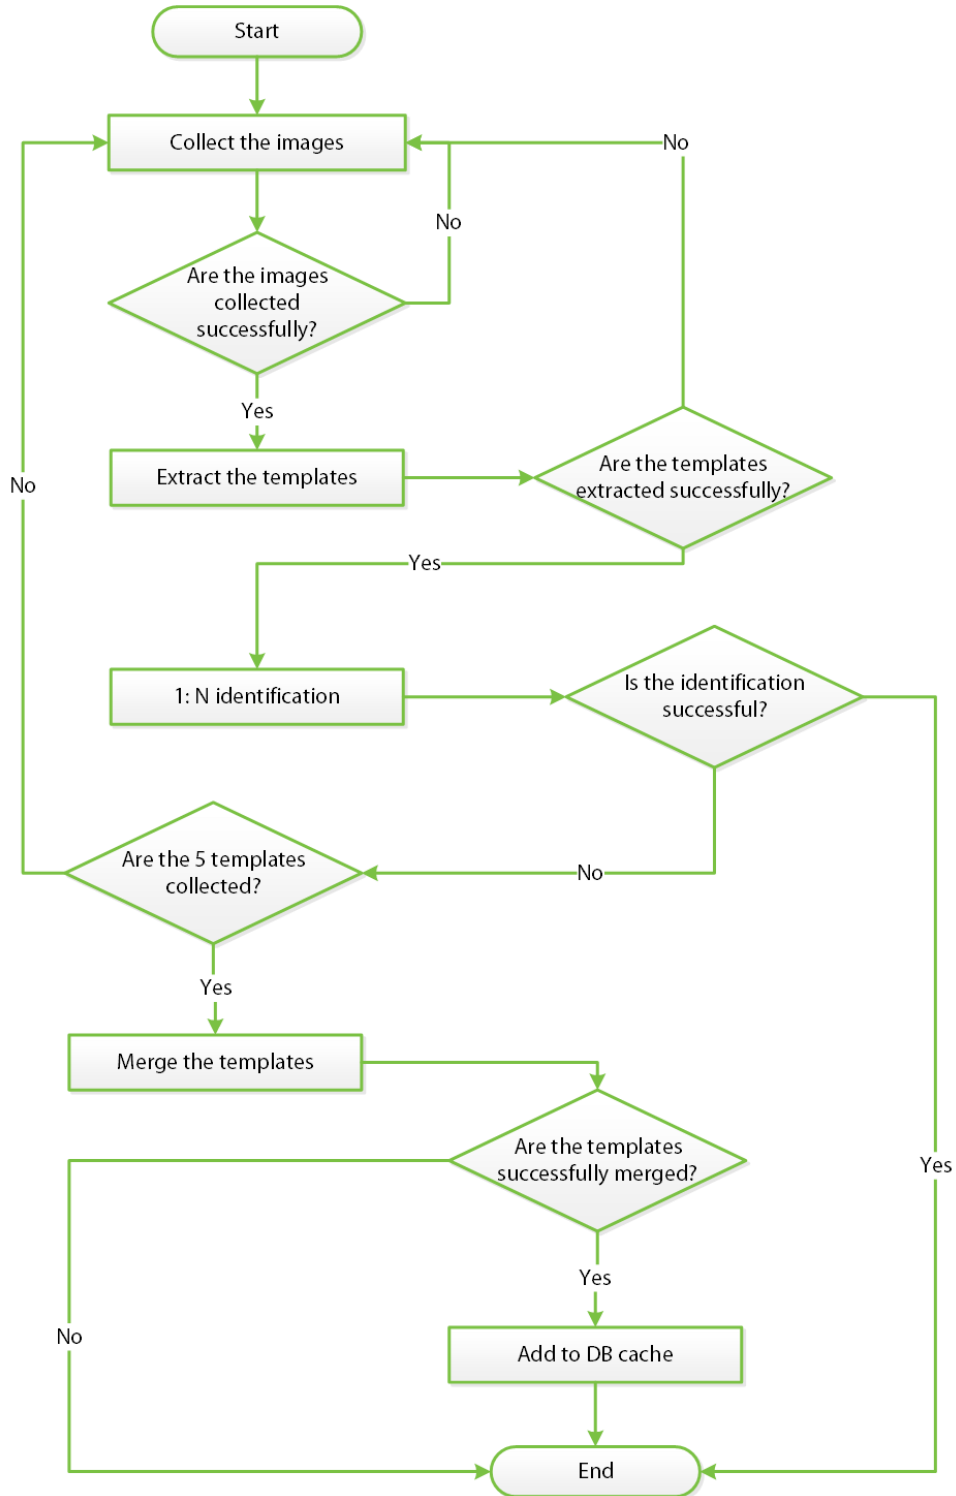 Start
Collect the images
No
No
Are the images
collected
successfully?
Yes
Extract the templates
Are the templates
extracted successfully?
No
Yes
1: N identification
Is the identification
successful?
Are the 5 templates
collected?
No
Yes
Merge the templates
Are the templates
successfully merged?
Yes
Yes
No
Add to DB cache
End